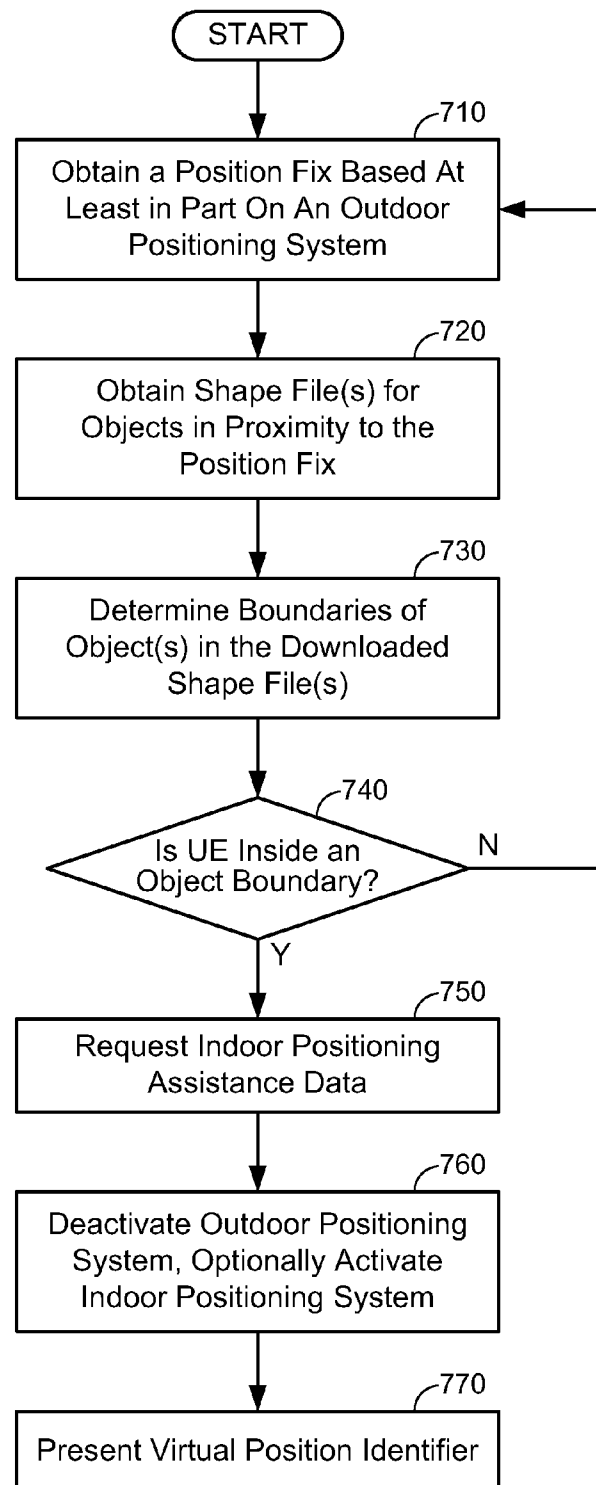 START
710
Obtain a Position Fix Based At
Least in Part On An Outdoor
Positioning System
720
Obtain Shape File(s) for
Objects in Proximity to the
Position Fix
730
Determine Boundaries of
Object(s) in the Downloaded
Shape File(s)
740
Is UE Inside an
Object Boundary?
N
Y
750
Request Indoor Positioning
Assistance Data
760
Deactivate Outdoor Positioning
System, Optionally Activate
Indoor Positioning System
770
Present Virtual Position Identifier